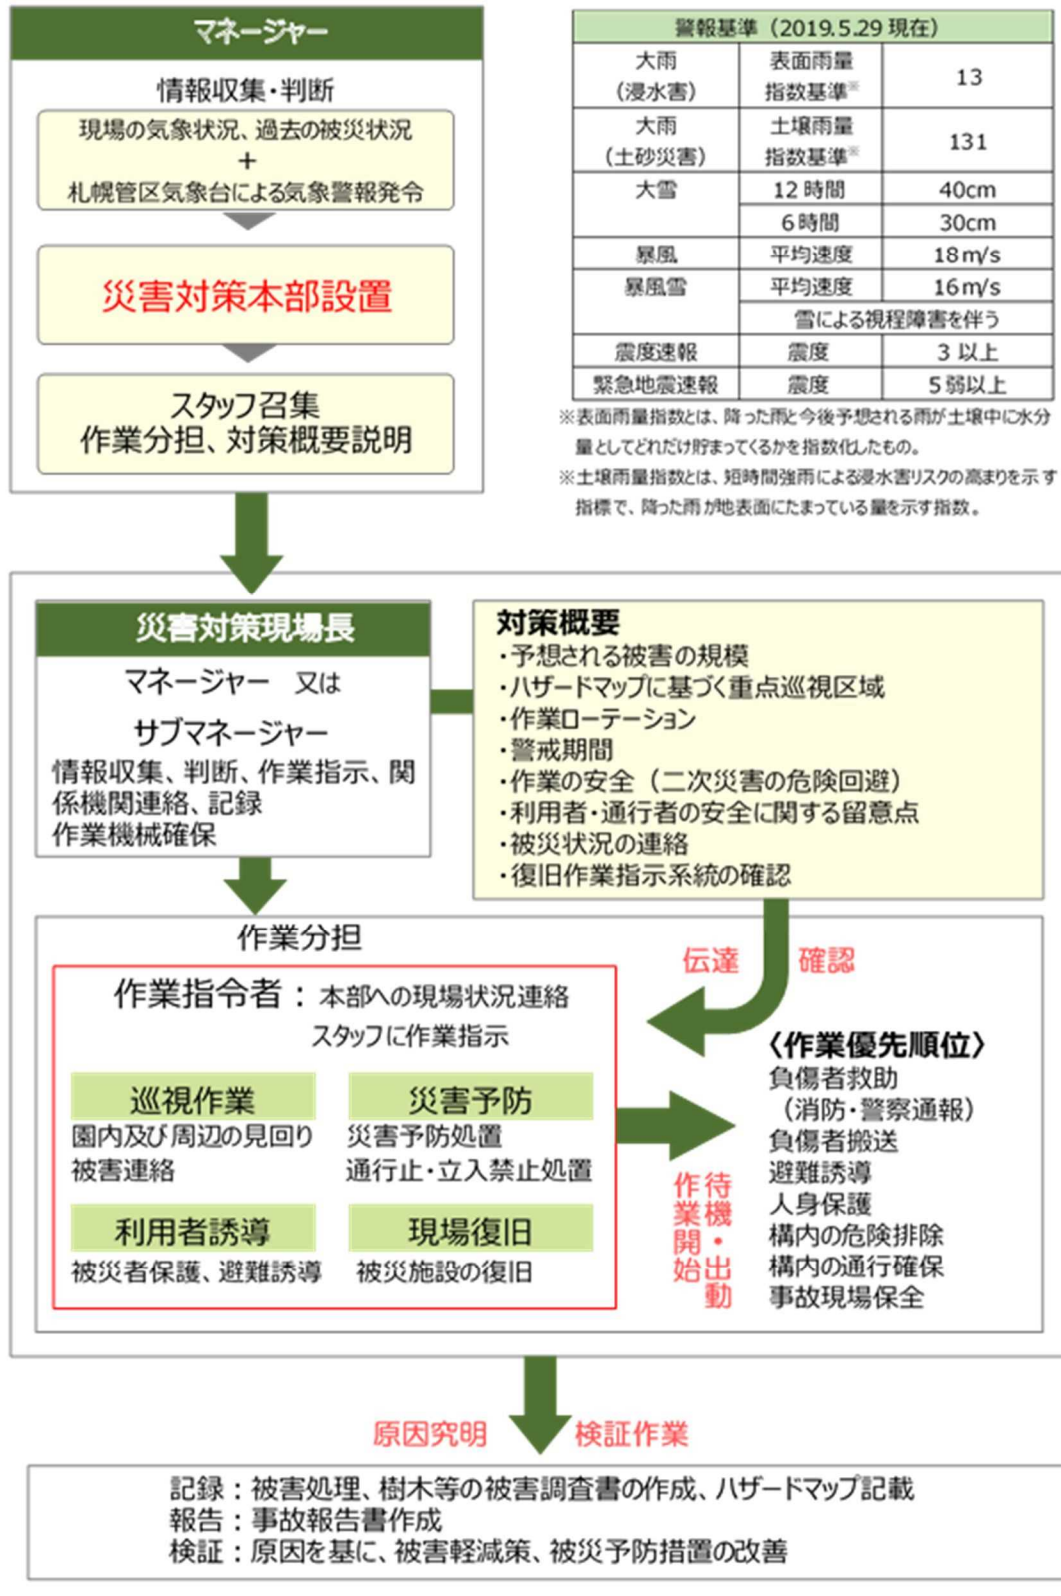 マネージャー
情報収集・判断
現場の気象状況、過去の被災状況
+
札幌管区気象台による気象警報発令
災害対策本部設置
スタッフ召集
作業分担、対策概要説明
警報基準（2019.5.29 現在）
大雨 表面雨量 13
（浸水害） 指数基準※
大雨 土壌雨量 131
（土砂災害） 指数基準※
大雪 12 時間 40cm
6 時間 30cm
暴風 平均速度 18m/s
暴風雪 平均速度 16m/s
雪による視程障害を伴う
震度速報 震度 3 以上
緊急地震速報 震度 5 弱以上
※表面雨量指数とは、降った雨と今後予想される雨が土壌中に水分
量としてどれだけ貯まってくるかを指数化したもの。
※土壌雨量指数とは、短時間強雨による浸水害リスクの高まりを示す
指標で、降った雨が地表面にたまっている量を示す指数。
災害対策現場長
マネージャー 又は
サブマネージャー
情報収集、判断、作業指示、関
係機関連絡、記録
作業機械確保
対策概要
・予想される被害の規模
・ハザードマップに基づく重点巡視区域
・作業ローテーション
・警戒期間
・作業の安全（二次災害の危険回避）
・利用者・通行者の安全に関する留意点
・被災状況の連絡
・復旧作業指示系統の確認
伝達 確認
作業分担
作業指令者：本部への現場状況連絡
スタッフに作業指示
巡視作業
園内及び周辺の見回り
被害連絡
災害予防
災害予防処置
通行止・立入禁止処置
利用者誘導
被災者保護、避難誘導
現場復旧
被災施設の復旧
待機・出動
作業開始
〈作業優先順位〉
負傷者救助
（消防・警察通報）
負傷者搬送
避難誘導
人身保護
構内の危険排除
構内の通行確保
事故現場保全
原因究明 検証作業
記録：被害処理、樹木等の被害調査書の作成、ハザードマップ記載
報告：事故報告書作成
検証：原因を基に、被害軽減策、被災予防措置の改善